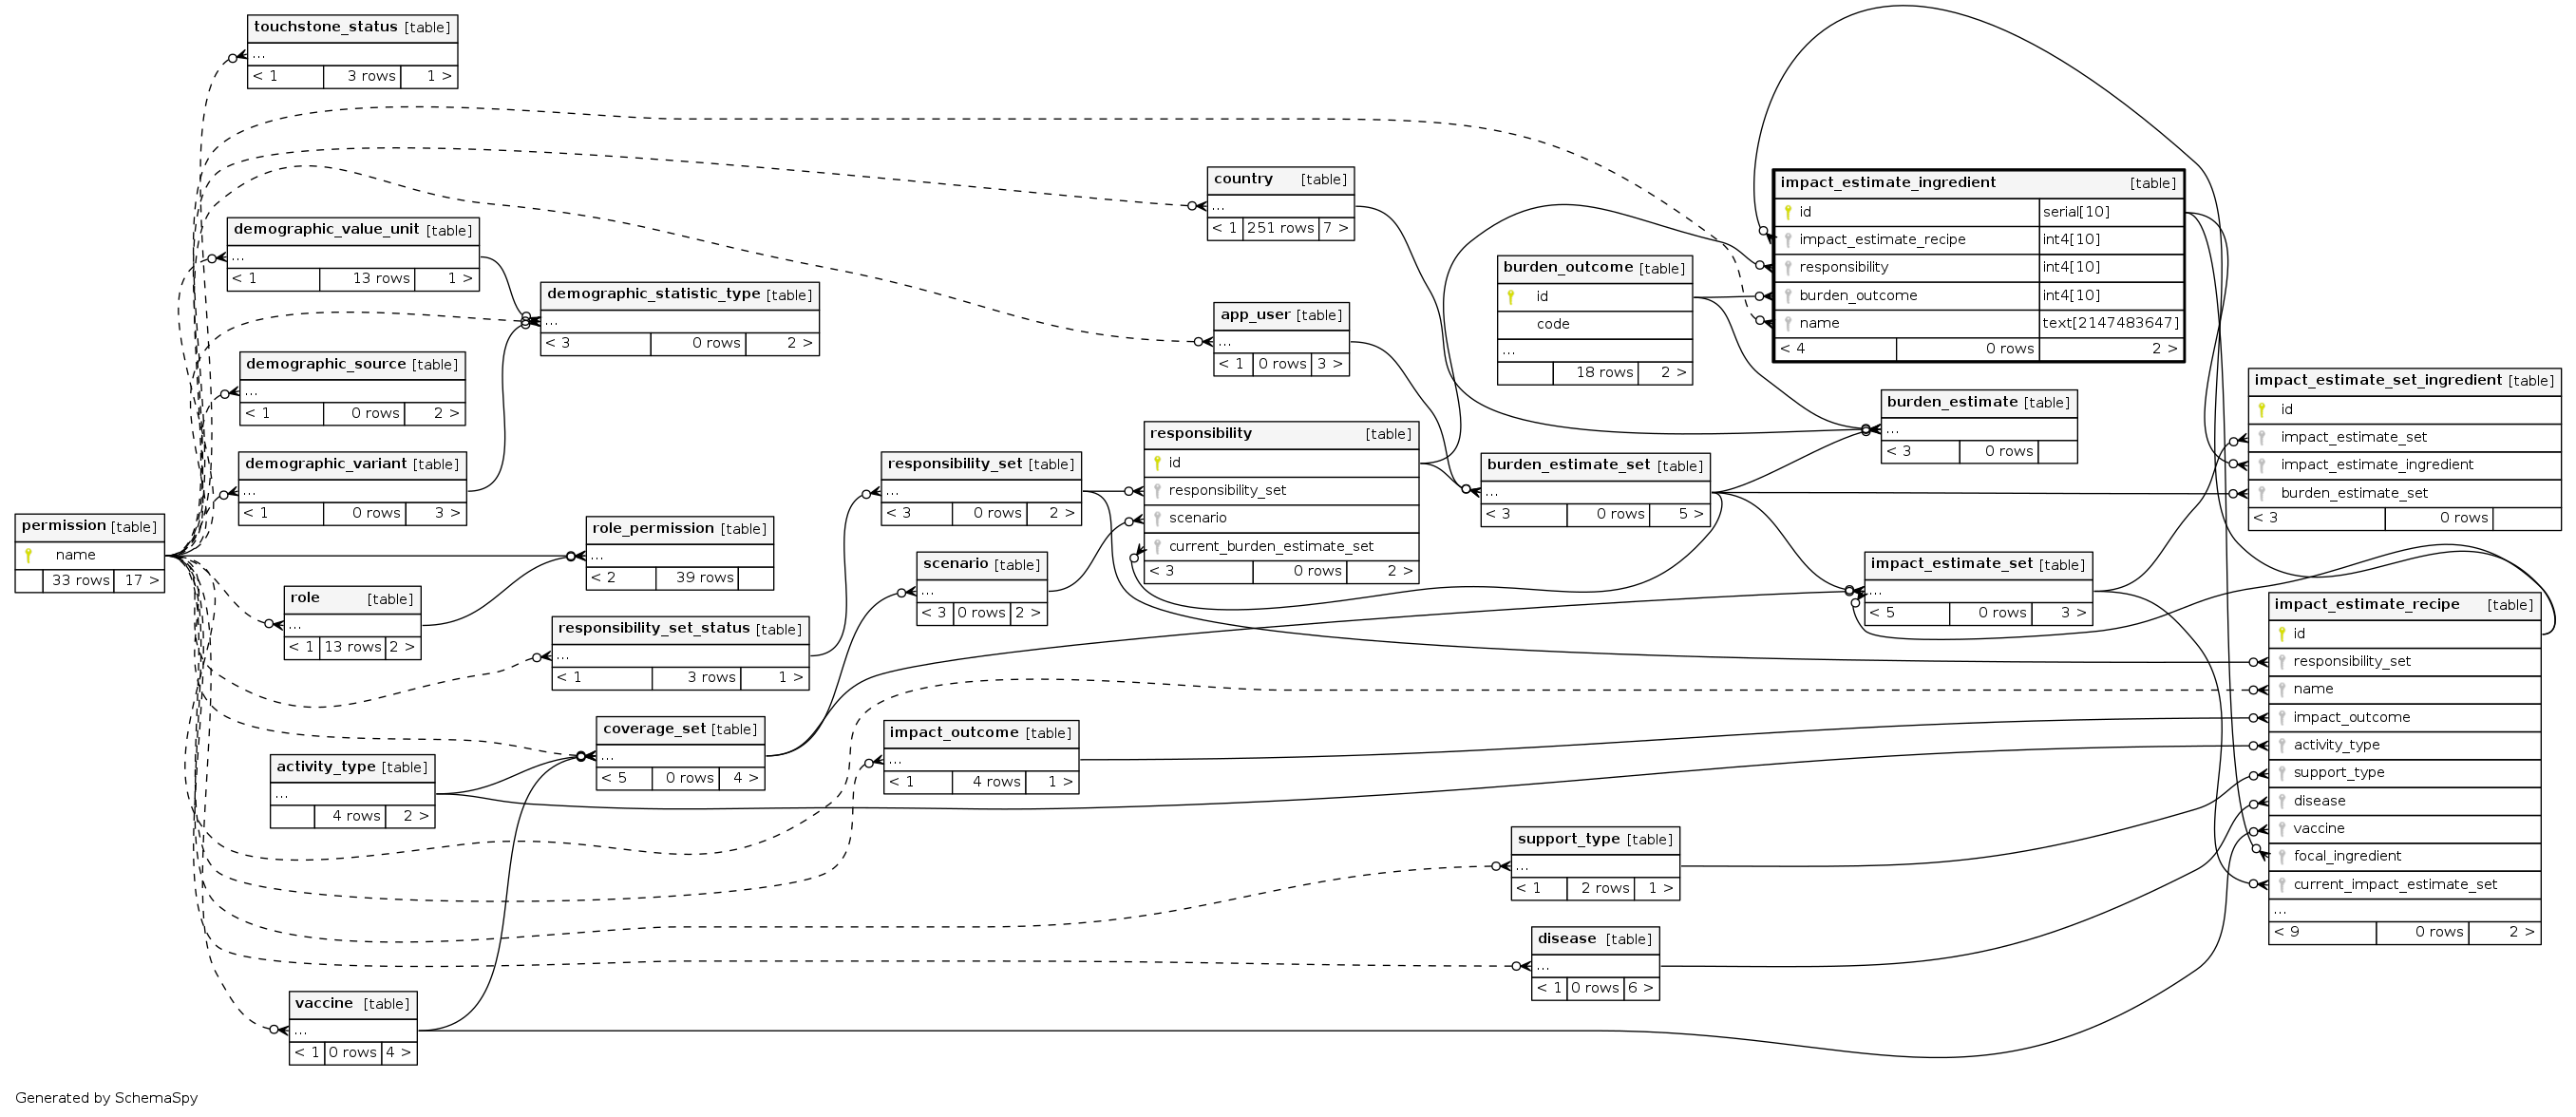 touchstone_status [table]
...
< 1 3 rows 1 >
country [table]
...
< 1 251 rows 7 >
impact_estimate_ingredient [table]
id serial[10]
impact_estimate_recipe int4[10]
responsibility int4[10]
burden_outcome int4[10]
name text[2147483647]
< 4 0 rows 2 >
demographic_value_unit [table]
...
< 1 13 rows 1 >
burden_outcome [table]
id
code
...
18 rows 2 >
demographic_statistic_type [table]
...
< 3 0 rows 2 >
app_user [table]
...
< 1 0 rows 3 >
demographic_source [table]
...
< 1 0 rows 2 >
impact_estimate_set_ingredient [table]
id
impact_estimate_set
impact_estimate_ingredient
burden_estimate_set
< 3 0 rows
burden_estimate [table]
...
< 3 0 rows
responsibility [table]
id
responsibility_set
scenario
current_burden_estimate_set
< 3 0 rows 2 >
demographic_variant [table]
...
< 1 0 rows 3 >
responsibility_set [table]
...
< 3 0 rows 2 >
burden_estimate_set [table]
...
< 3 0 rows 5 >
permission [table]
name
33 rows 17 >
role_permission [table]
...
< 2 39 rows
scenario [table]
...
< 3 0 rows 2 >
impact_estimate_set [table]
...
< 5 0 rows 3 >
role [table]
...
< 1 13 rows 2 >
impact_estimate_recipe [table]
id
responsibility_set
name
impact_outcome
activity_type
support_type
disease
vaccine
focal_ingredient
current_impact_estimate_set
...
< 9 0 rows 2 >
responsibility_set_status [table]
...
< 1 3 rows 1 >
coverage_set [table]
...
< 5 0 rows 4 >
impact_outcome [table]
...
< 1 4 rows 1 >
activity_type [table]
...
4 rows 2 >
support_type [table]
...
< 1 2 rows 1 >
disease [table]
...
< 1 0 rows 6 >
vaccine [table]
...
< 1 0 rows 4 >
Generated by SchemaSpy